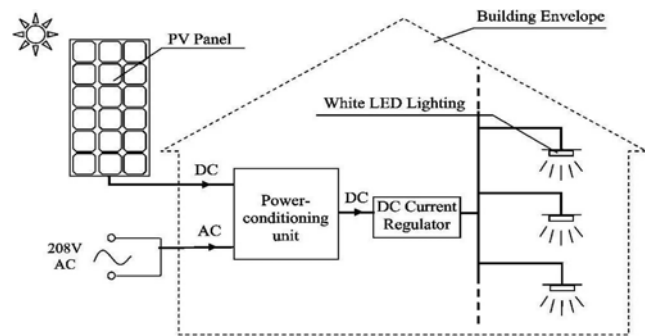 Building Envelope
PV Panel
White LED Lighting
DC
Power-
conditioning
unit
DC
DC Current
Regulator
AC
208V
AC